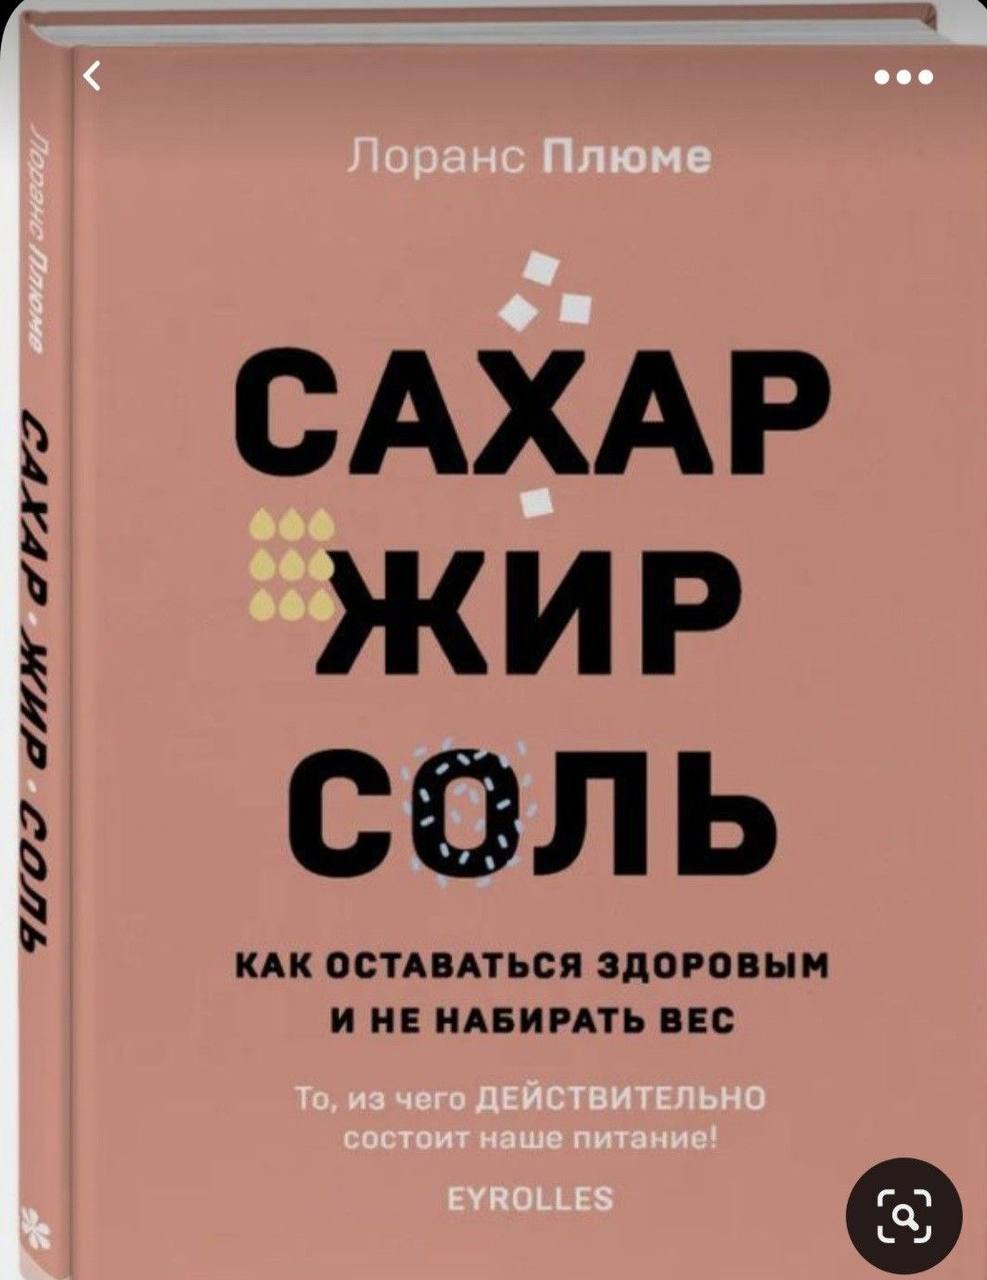 Лоранс Плюме
САХАР
ЖИР
СОЛЬ
КАК ОСТАВАТЬСЯ ЗДОРОВЫМ
И НЕ НАБИРАТЬ ВЕС
То, из чего ДЕЙСТВИТЕЛЬНО
состоит наше питание!
EYROLLES
Лоранс Плюме
САХАР · ЖИР · СОЛЬ